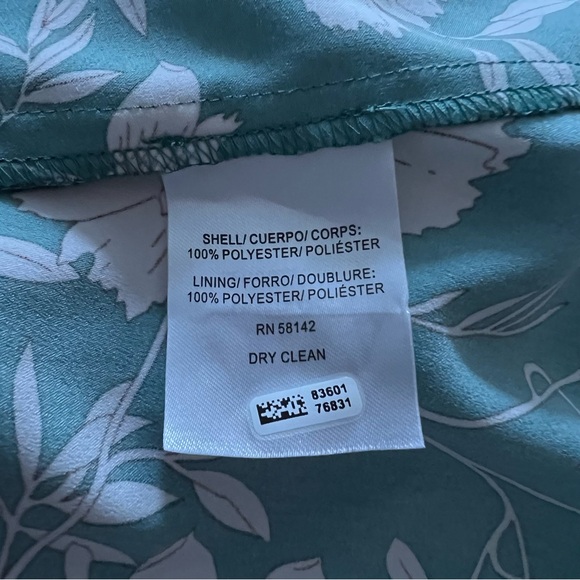 SHELL/ CUERPO/ CORPS:
100% POLYESTER/ POLIÉSTER
LINING/ FORRO/ DOUBLURE:
100% POLYESTER/ POLIÉSTER
RN 58142
DRY CLEAN
83601
76831